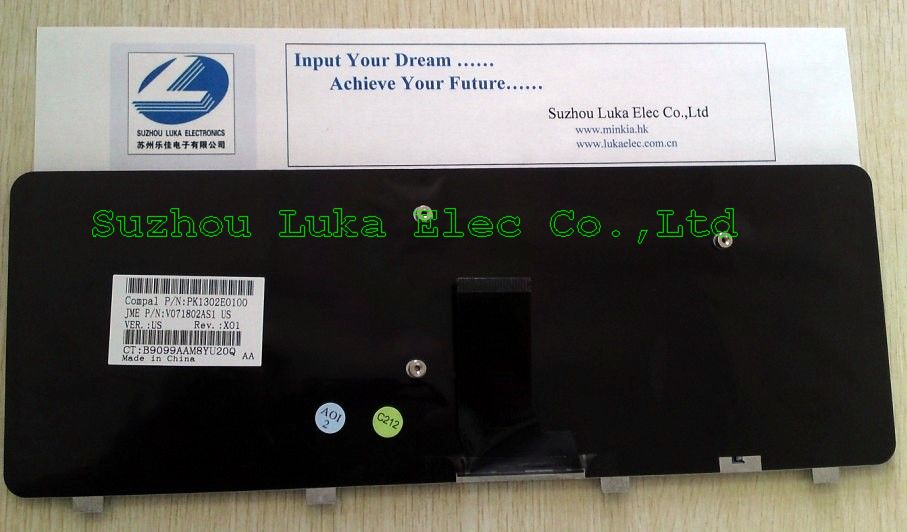 Input Your Dream ……
Achieve Your Future……
Suzhou Luka Elec Co.,Ltd
www.minkia.hk
www.lukaelec.com.cn
L
SUZHOU LUKA ELECTRONICS
苏州乐佳电子有限公司
Suzhou Luka Elec Co.,Ltd
Compal P/N:PK1302E0100
JME P/N:V071802AS1 US
VER.:US Rev.:X01
CT:B9099AAM8YU20Q AA
Made in China
AOI
2
C212